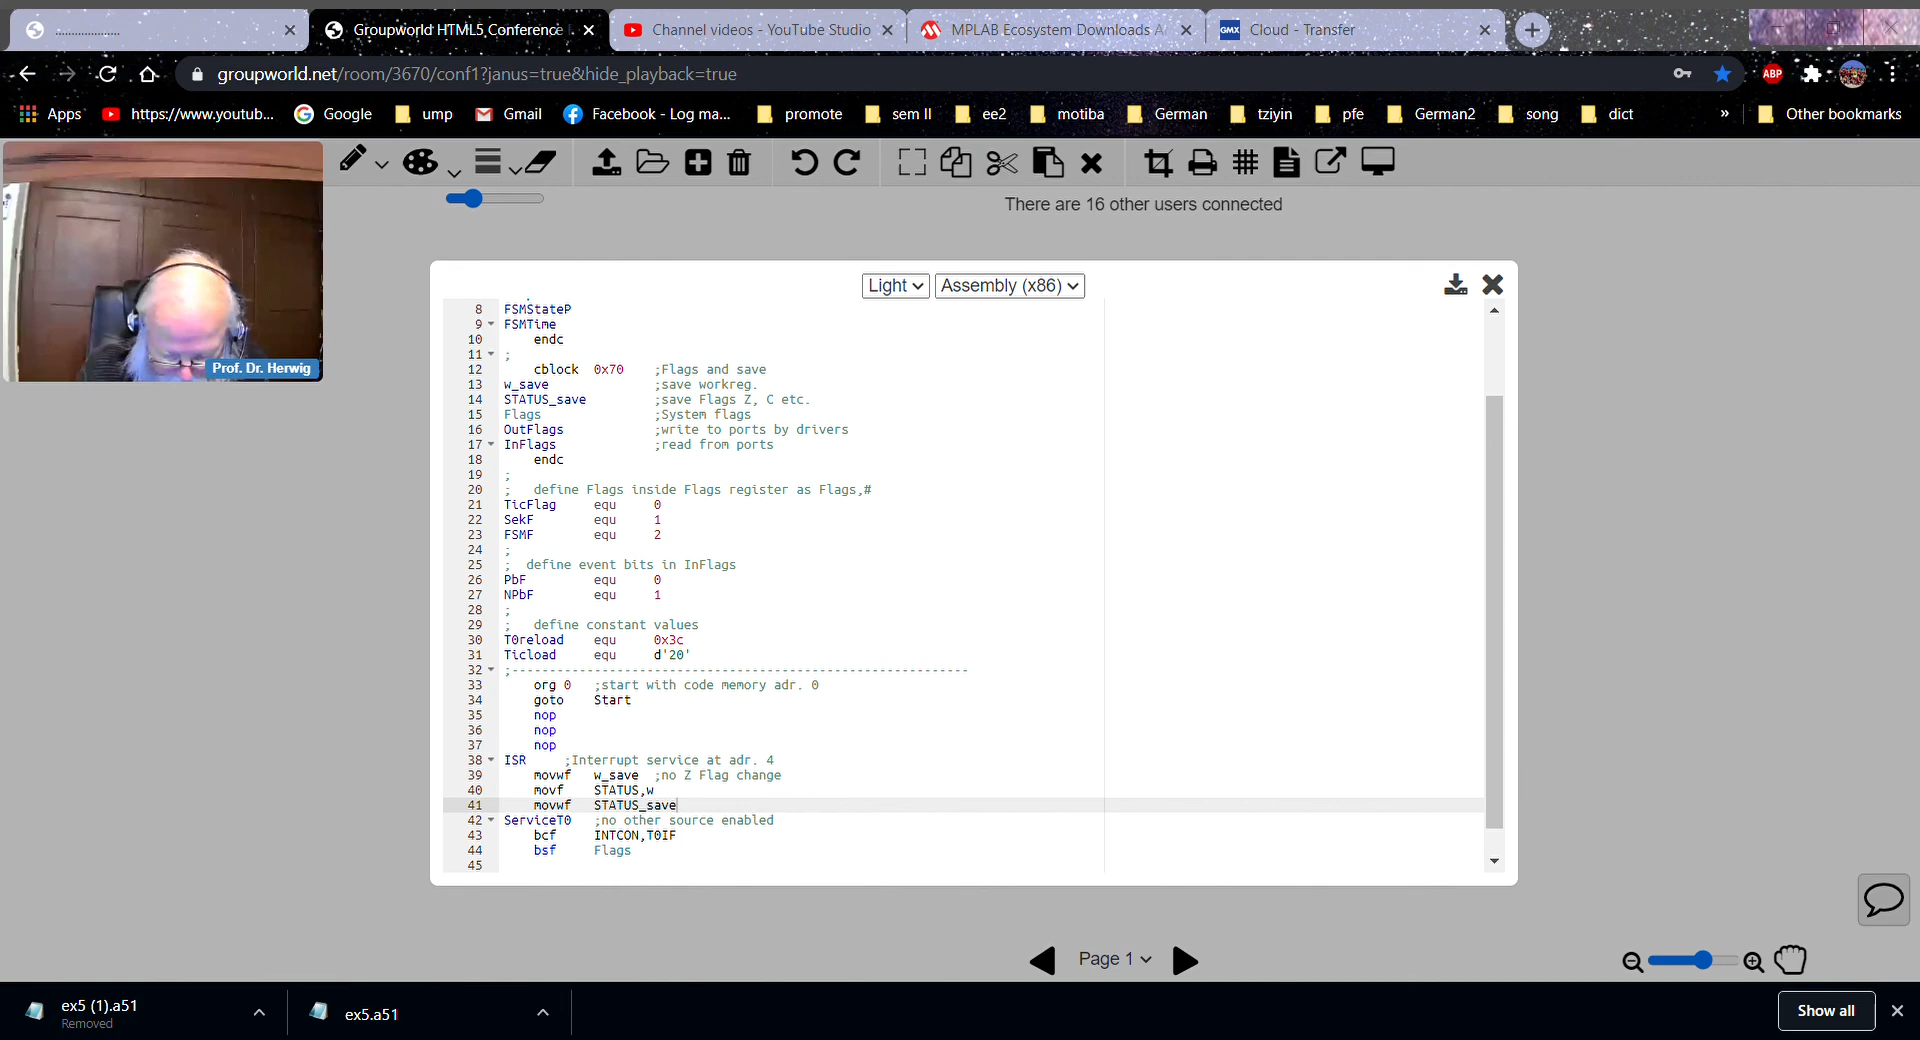 ....................
Groupworld HTML5 Conference
Channel videos - YouTube Studio
MPLAB Ecosystem Downloads A
GMX
Cloud - Transfer
groupworld.net/room/3670/conf1?janus=true&hide_playback=true
ABP
Apps
https://www.youtub...
Google
ump
Gmail
Facebook - Log ma...
promote
sem II
ee2
motiba
German
tziyin
pfe
German2
song
dict
»
Other bookmarks
There are 16 other users connected
Prof. Dr. Herwig
Light
Assembly (x86)
8 FSMStateP
9 FSMTime
10 endc
11 ;
12 cblock 0x70 ;Flags and save
13 w_save ;save workreg.
14 STATUS_save ;save Flags Z, C etc.
15 Flags ;System flags
16 OutFlags ;write to ports by drivers
17 InFlags ;read from ports
18 endc
19 ;
20 ; define Flags inside Flags register as Flags,#
21 TicFlag equ 0
22 SekF equ 1
23 FSMF equ 2
24 ;
25 ; define event bits in InFlags
26 PbF equ 0
27 NPbF equ 1
28 ;
29 ; define constant values
30 T0reload equ 0x3c
31 Ticload equ d'20'
32 ;-------------------------------------------------------------
33 org 0 ;start with code memory adr. 0
34 goto Start
35 nop
36 nop
37 nop
38 ISR ;Interrupt service at adr. 4
39 movwf w_save ;no Z Flag change
40 movf STATUS,w
41 movwf STATUS_save
42 ServiceT0 ;no other source enabled
43 bcf INTCON,T0IF
44 bsf Flags
45
Page 1
ex5 (1).a51
Removed
ex5.a51
Show all